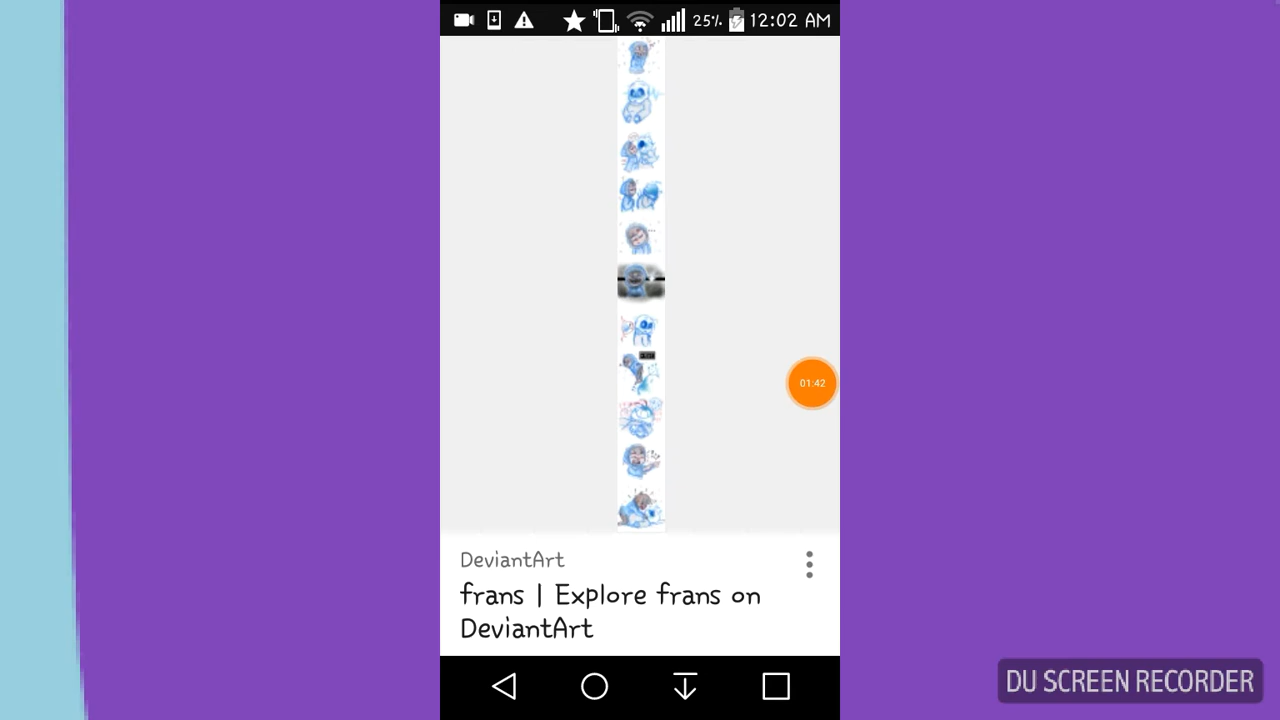 25% 12:02 AM
01:42
DeviantArt
frans | Explore frans on
DeviantArt
DU SCREEN RECORDER